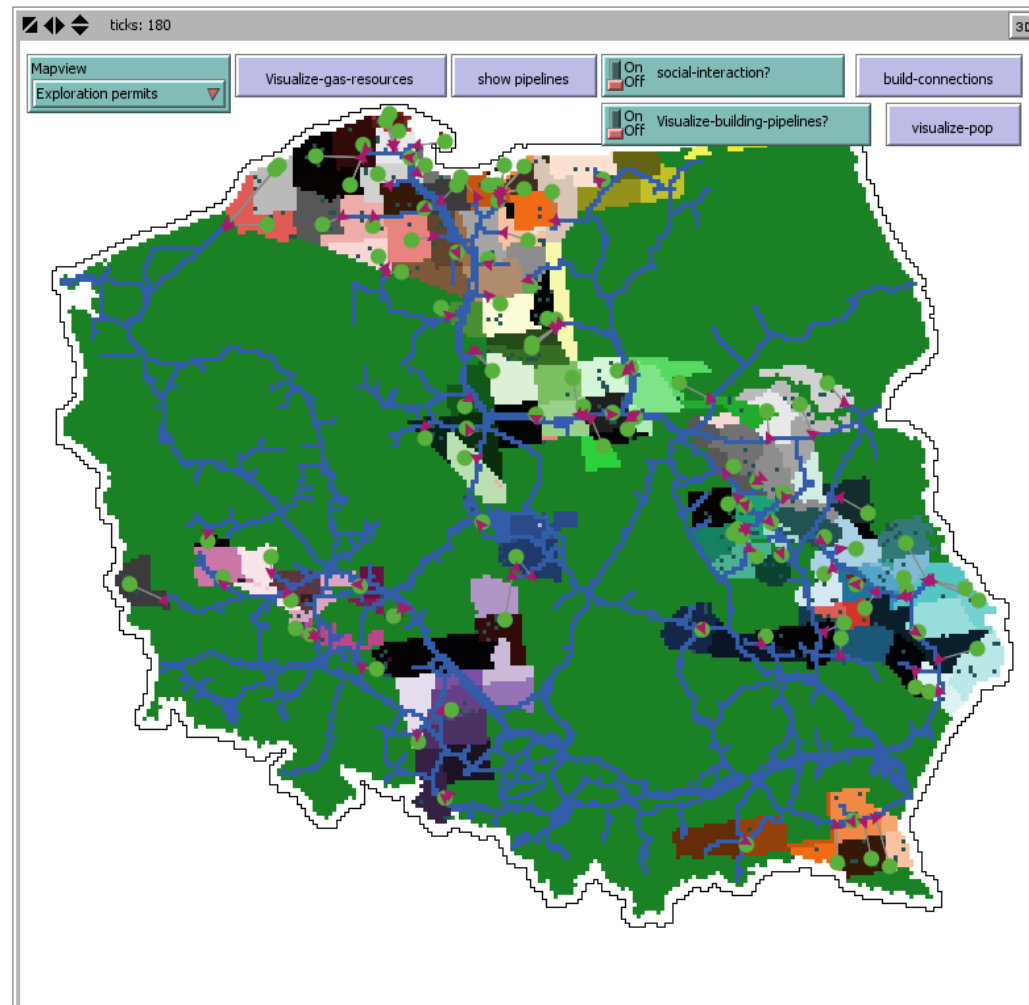 ticks: 180
3D
Mapview
Exploration permits
Visualize-gas-resources
show pipelines
On
Off
social-interaction?
build-connections
On
Off
Visualize-building-pipelines?
visualize-pop